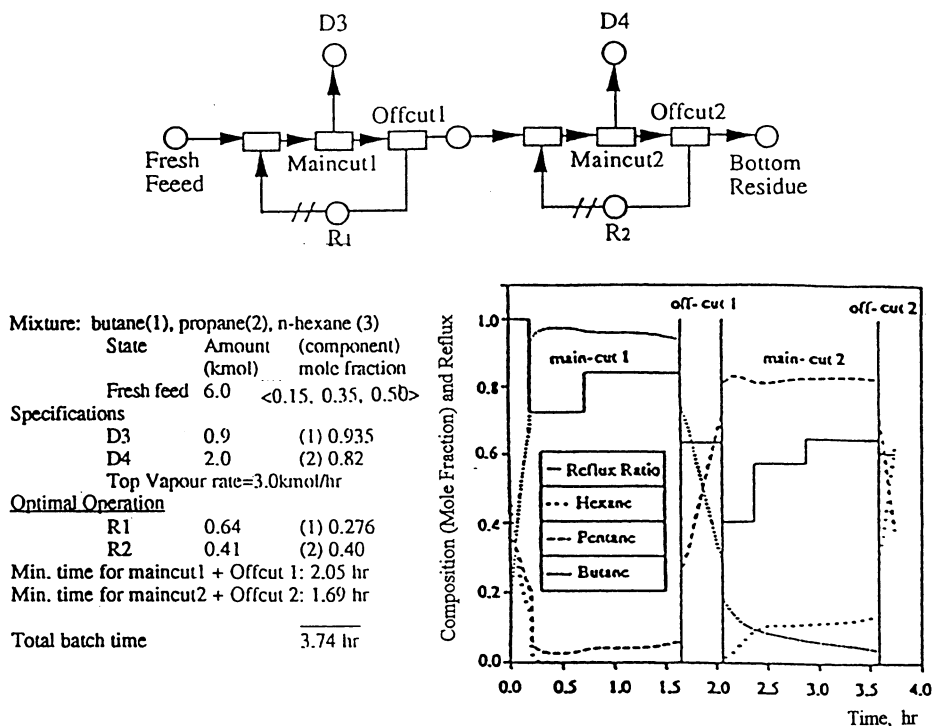 D3
D4
Offcut1
Offcut2
Fresh
Feeed
Maincut1
Maincut2
Bottom
Residue
R1
R2
Mixture: butane(1), propane(2), n-hexane (3)
State Amount (component)
(kmol) mole fraction
Fresh feed 6.0 <0.15, 0.35, 0.50>
Specifications
D3 0.9 (1) 0.935
D4 2.0 (2) 0.82
Top Vapour rate=3.0kmol/hr
Optimal Operation
R1 0.64 (1) 0.276
R2 0.41 (2) 0.40
Min. time for maincut1 + Offcut 1: 2.05 hr
Min. time for maincut2 + Offcut 2: 1.69 hr
Total batch time 3.74 hr
Composition (Mole Fraction) and Reflux
off-cut 1
off-cut 2
main-cut 1
main-cut 2
1.0
0.8
0.6
0.4
0.2
0.0
Reflux Ratio
Hexane
Pentane
Butane
0.0 0.5 1.0 1.5 2.0 2.5 3.0 3.5 4.0
Time, hr